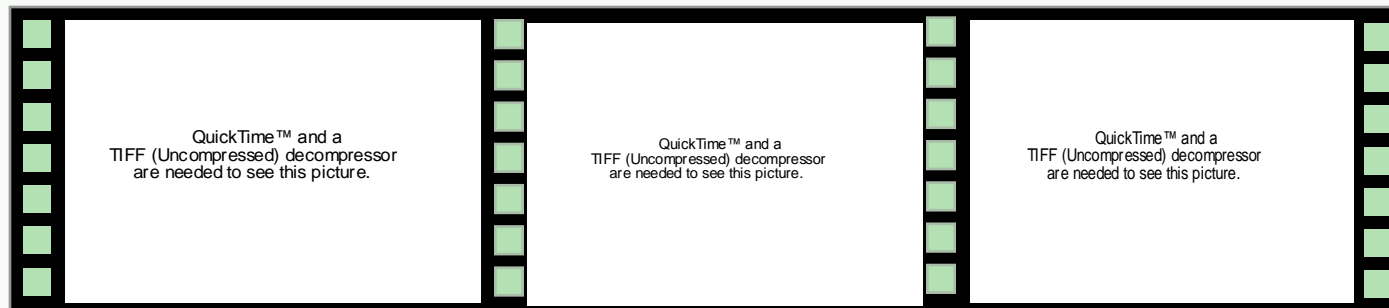 QuickTime™ and a
TIFF (Uncompressed) decompressor
are needed to see this picture.
QuickTime™ and a
TIFF (Uncompressed) decompressor
are needed to see this picture.
QuickTime™ and a
TIFF (Uncompressed) decompressor
are needed to see this picture.